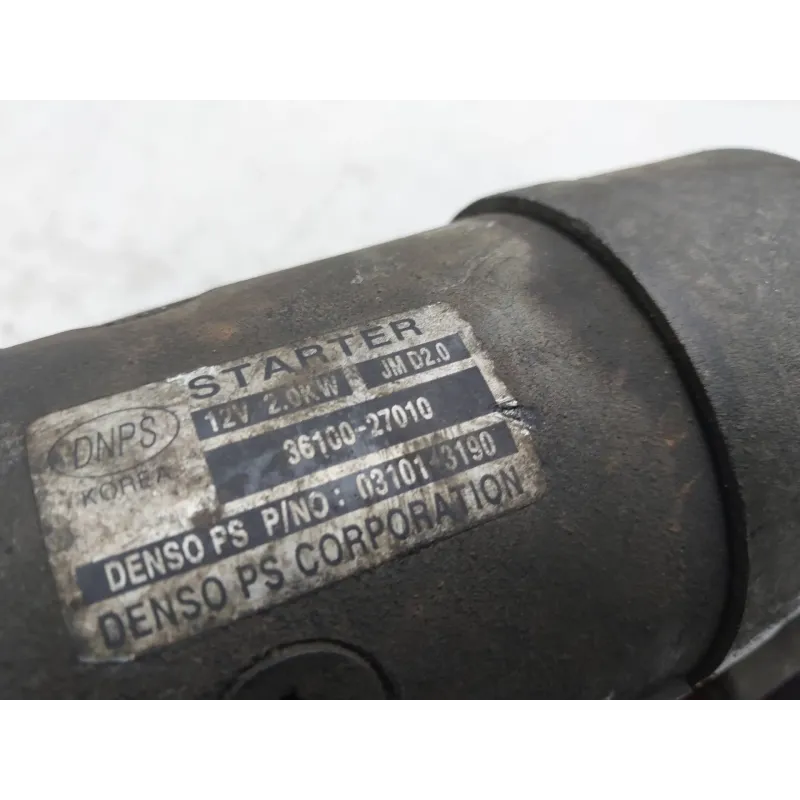 STARTER
12V 2.0KW JM D2.0
DNPS
KOREA
36100-27010
DENSO PS P/NO: 03101-3190
DENSO PS CORPORATION